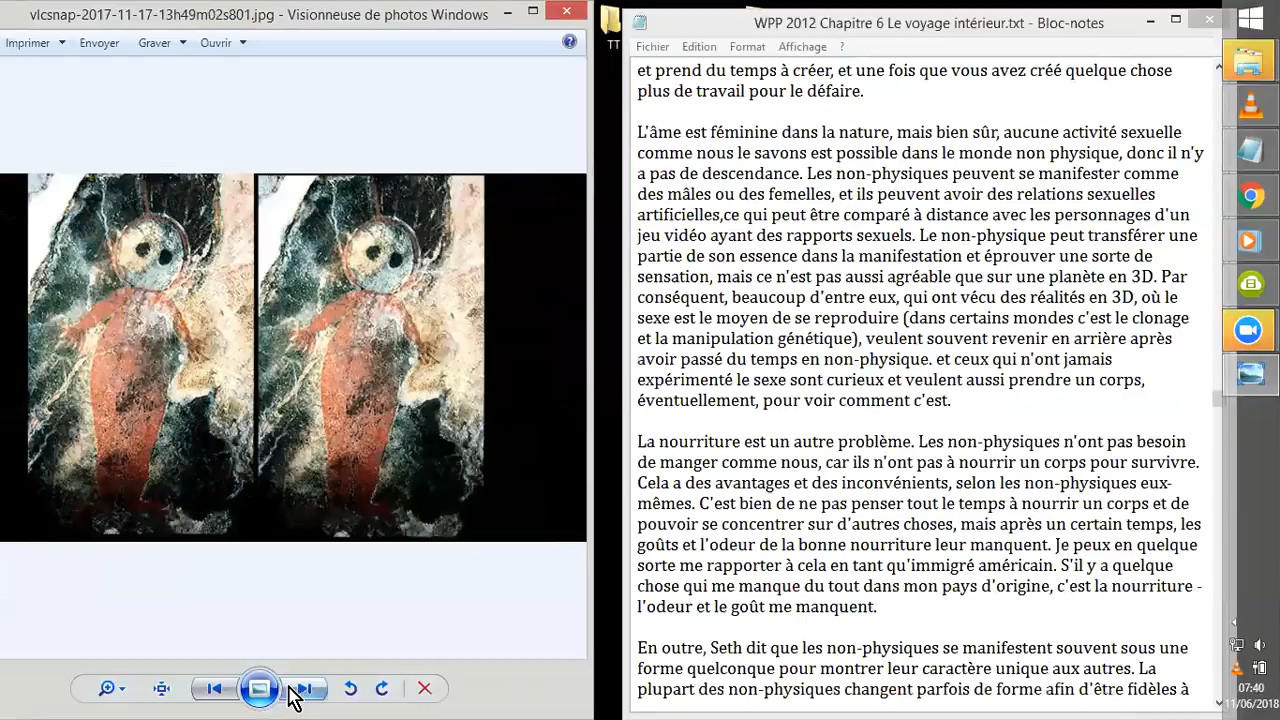 vlcsnap-2017-11-17-13h49m02s801.jpg - Visionneuse de photos Windows
Imprimer
Envoyer
Graver
Ouvrir
TT
WPP 2012 Chapitre 6 Le voyage intérieur.txt - Bloc-notes
Fichier
Edition
Format
Affichage
?
et prend du temps à créer, et une fois que vous avez créé quelque chose
plus de travail pour le défaire.
L'âme est féminine dans la nature, mais bien sûr, aucune activité sexuelle
comme nous le savons est possible dans le monde non physique, donc il n'y
a pas de descendance. Les non-physiques peuvent se manifester comme
des mâles ou des femelles, et ils peuvent avoir des relations sexuelles
artificielles,ce qui peut être comparé à distance avec les personnages d'un
jeu vidéo ayant des rapports sexuels. Le non-physique peut transférer une
partie de son essence dans la manifestation et éprouver une sorte de
sensation, mais ce n'est pas aussi agréable que sur une planète en 3D. Par
conséquent, beaucoup d'entre eux, qui ont vécu des réalités en 3D, où le
sexe est le moyen de se reproduire (dans certains mondes c'est le clonage
et la manipulation génétique), veulent souvent revenir en arrière après
avoir passé du temps en non-physique. et ceux qui n'ont jamais
expérimenté le sexe sont curieux et veulent aussi prendre un corps,
éventuellement, pour voir comment c'est.
La nourriture est un autre problème. Les non-physiques n'ont pas besoin
de manger comme nous, car ils n'ont pas à nourrir un corps pour survivre.
Cela a des avantages et des inconvénients, selon les non-physiques eux-
mêmes. C'est bien de ne pas penser tout le temps à nourrir un corps et de
pouvoir se concentrer sur d'autres choses, mais après un certain temps, les
goûts et l'odeur de la bonne nourriture leur manquent. Je peux en quelque
sorte me rapporter à cela en tant qu'immigré américain. S'il y a quelque
chose qui me manque du tout dans mon pays d'origine, c'est la nourriture -
l'odeur et le goût me manquent.
En outre, Seth dit que les non-physiques se manifestent souvent sous une
forme quelconque pour montrer leur caractère unique aux autres. La
plupart des non-physiques changent parfois de forme afin d'être fidèles à
07:40
11/06/2018